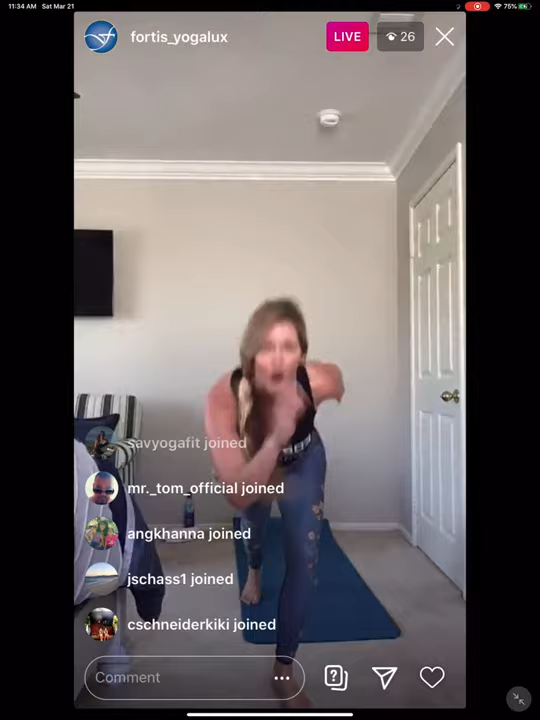 11:34 AM Sat Mar 21
75%
fortis_yogalux
LIVE
26
savyogafit joined
mr._tom_official joined
angkhanna joined
jschass1 joined
cschneiderkiki joined
Comment